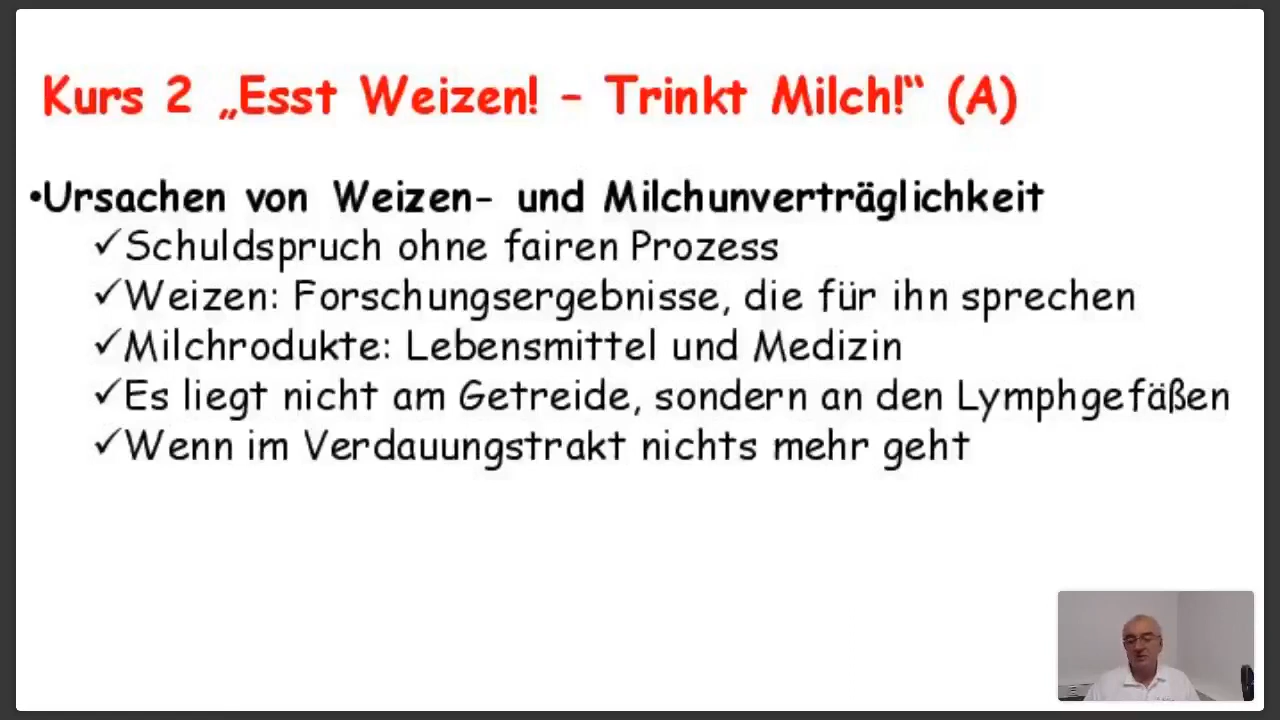 Kurs 2 „Esst Weizen! – Trinkt Milch!“ (A)
•Ursachen von Weizen- und Milchunverträglichkeit
✓Schuldspruch ohne fairen Prozess
✓Weizen: Forschungsergebnisse, die für ihn sprechen
✓Milchrodukte: Lebensmittel und Medizin
✓Es liegt nicht am Getreide, sondern an den Lymphgefäßen
✓Wenn im Verdauungstrakt nichts mehr geht